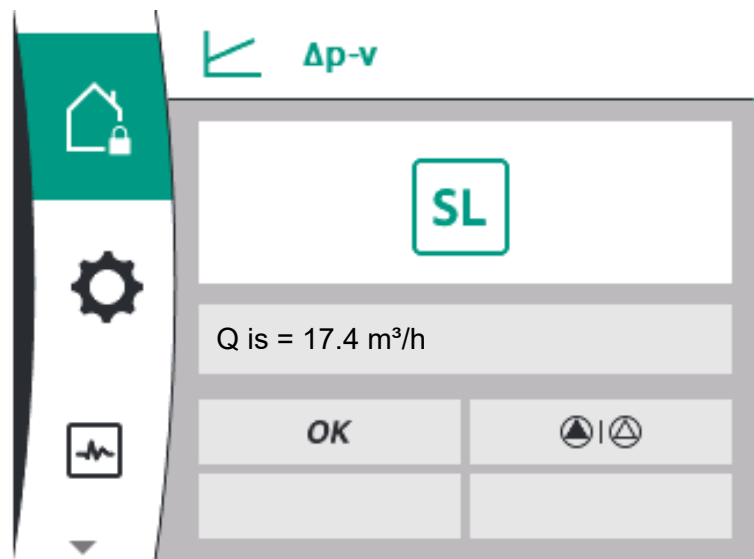 Δp-v
SL
Q is = 17.4 m³/h
OK